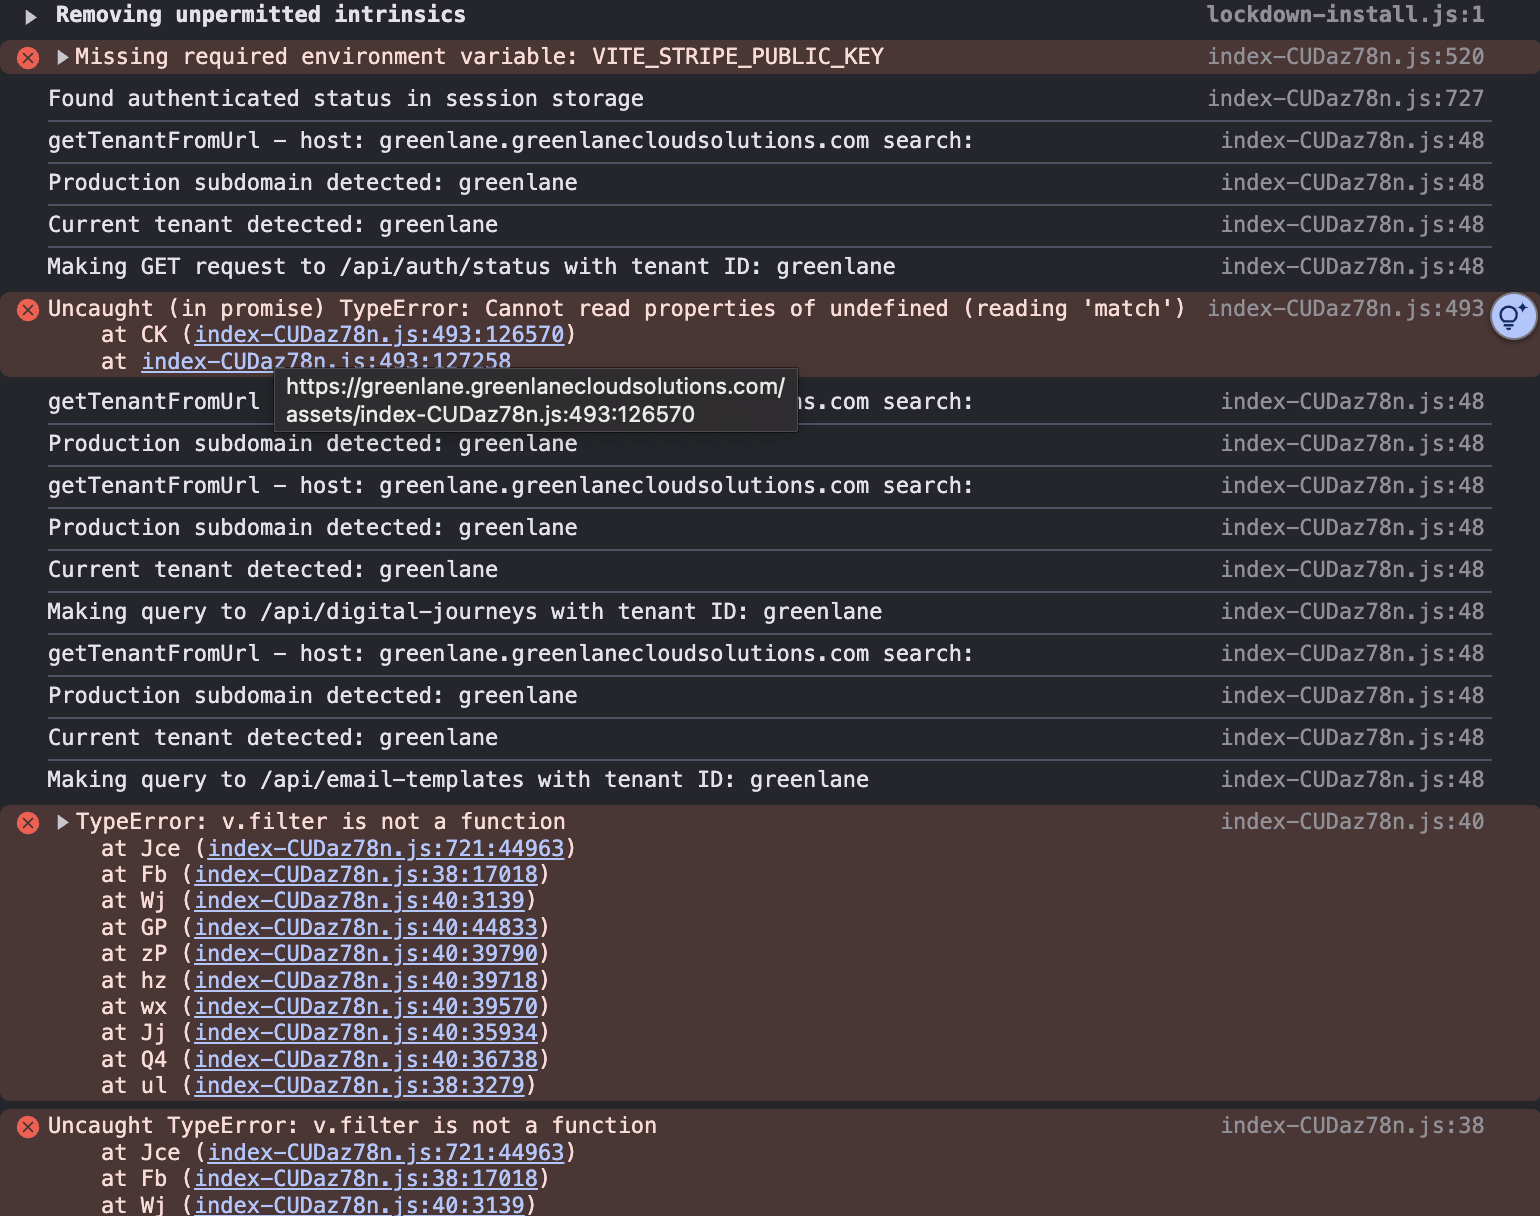 Removing unpermitted intrinsics lockdown-install.js:1
Missing required environment variable: VITE_STRIPE_PUBLIC_KEY index-CUDaz78n.js:520
Found authenticated status in session storage index-CUDaz78n.js:727
getTenantFromUrl – host: greenlane.greenlanecloudsolutions.com search: index-CUDaz78n.js:48
Production subdomain detected: greenlane index-CUDaz78n.js:48
Current tenant detected: greenlane index-CUDaz78n.js:48
Making GET request to /api/auth/status with tenant ID: greenlane index-CUDaz78n.js:48
Uncaught (in promise) TypeError: Cannot read properties of undefined (reading 'match') index-CUDaz78n.js:493
at CK (index-CUDaz78n.js:493:126570)
at index-CUDaz78n.js:493:127258
https://greenlane.greenlanecloudsolutions.com/
assets/index-CUDaz78n.js:493:126570
getTenantFromUrl s.com search: index-CUDaz78n.js:48
Production subdomain detected: greenlane index-CUDaz78n.js:48
getTenantFromUrl – host: greenlane.greenlanecloudsolutions.com search: index-CUDaz78n.js:48
Production subdomain detected: greenlane index-CUDaz78n.js:48
Current tenant detected: greenlane index-CUDaz78n.js:48
Making query to /api/digital-journeys with tenant ID: greenlane index-CUDaz78n.js:48
getTenantFromUrl – host: greenlane.greenlanecloudsolutions.com search: index-CUDaz78n.js:48
Production subdomain detected: greenlane index-CUDaz78n.js:48
Current tenant detected: greenlane index-CUDaz78n.js:48
Making query to /api/email-templates with tenant ID: greenlane index-CUDaz78n.js:48
TypeError: v.filter is not a function index-CUDaz78n.js:40
at Jce (index-CUDaz78n.js:721:44963)
at Fb (index-CUDaz78n.js:38:17018)
at Wj (index-CUDaz78n.js:40:3139)
at GP (index-CUDaz78n.js:40:44833)
at zP (index-CUDaz78n.js:40:39790)
at hz (index-CUDaz78n.js:40:39718)
at wx (index-CUDaz78n.js:40:39570)
at Jj (index-CUDaz78n.js:40:35934)
at Q4 (index-CUDaz78n.js:40:36738)
at ul (index-CUDaz78n.js:38:3279)
Uncaught TypeError: v.filter is not a function index-CUDaz78n.js:38
at Jce (index-CUDaz78n.js:721:44963)
at Fb (index-CUDaz78n.js:38:17018)
at Wj (index-CUDaz78n.js:40:3139)